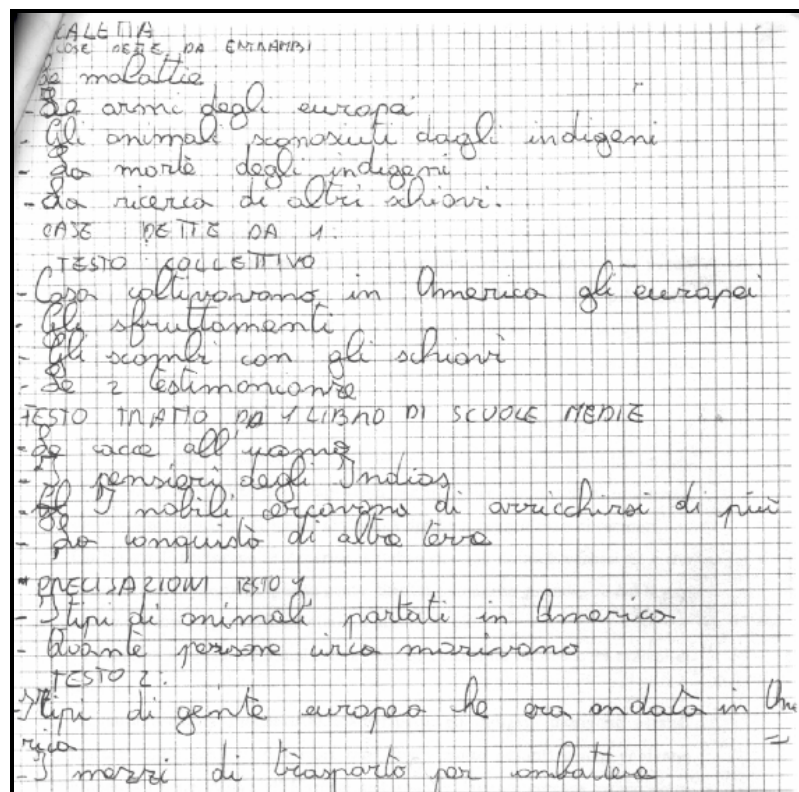 CALETTA
COSE DETTE DA ENTRAMBI
Le malattie
- Le armi degli europei
- Gli animali sconosciuti dagli indigeni
- La morte degli indigeni
- La ricerca di altri schiavi.
CASE DETTE DA 1.
TESTO COLLETTIVO
- Cosa coltivavano in America gli europei
- Gli sfruttamenti
- Gli scambi con gli schiavi
- Le 2 testimonianze
TESTO TRATTO DA 1 LIBRO DI SCUOLE MEDIE
- Le cacce all'uomo
- I pensieri degli Indios
- I nobili cercavano di arricchirsi di più
- La conquista di altre terre
* PRECISAZIONI TESTO 1
- I tipi di animali portati in America
- Quante persone circa morivano
TESTO 2.
- I tipi di gente europea he era andata in Ame
rica
- I mezzi di trasporto per combattere